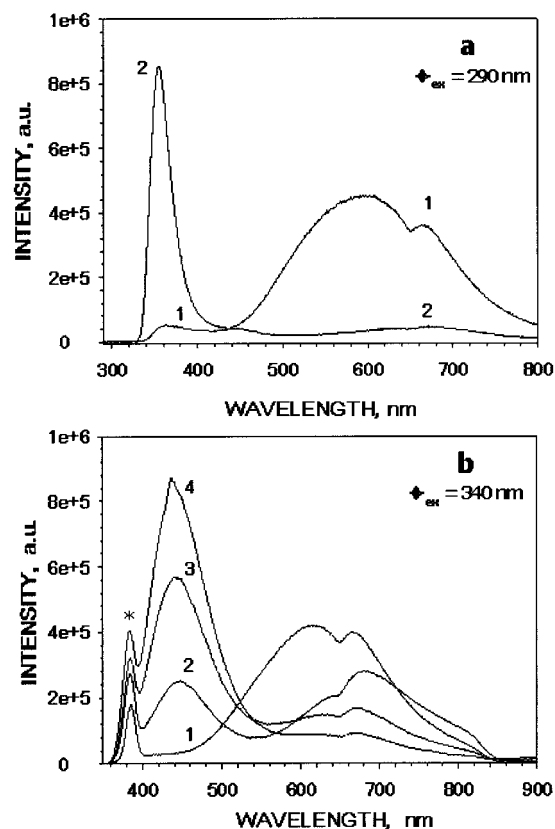 1e+6
a
2
⌖ex = 290 nm
8e+5
INTENSITY, a.u.
6e+5
1
4e+5
2e+5
1
2
0
300 400 500 600 700 800
WAVELENGTH, nm
1e+6
b
4
⌖ex = 340 nm
8e+5
INTENSITY, a.u.
3
6e+5
*
4e+5
2
2e+5
1
0
400 500 600 700 800 900
WAVELENGTH, nm